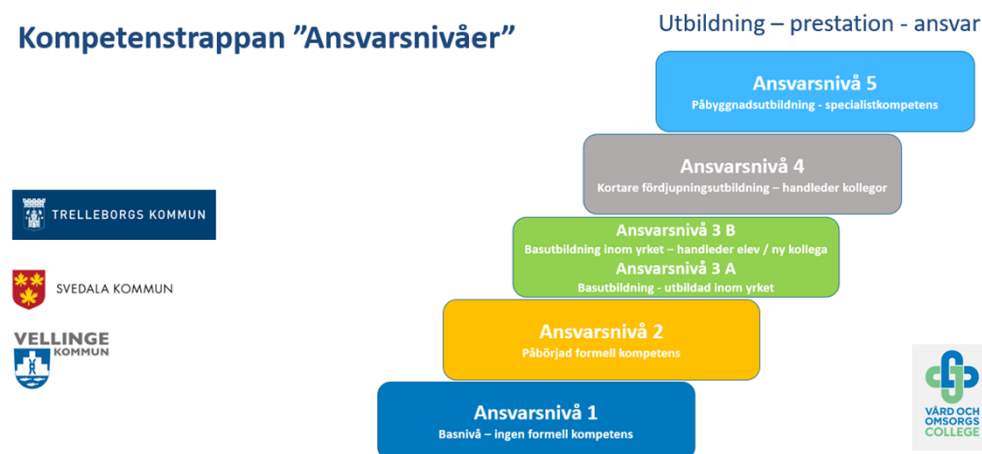 Kompetenstrappan ”Ansvarsnivåer”
Utbildning – prestation - ansvar
Ansvarsnivå 5
Påbyggnadsutbildning - specialistkompetens
Ansvarsnivå 4
Kortare fördjupningsutbildning – handleder kollegor
Ansvarsnivå 3 B
Basutbildning inom yrket – handleder elev / ny kollega
Ansvarsnivå 3 A
Basutbildning - utbildad inom yrket
Ansvarsnivå 2
Påbörjad formell kompetens
Ansvarsnivå 1
Basnivå – ingen formell kompetens
TRELLEBORGS KOMMUN
SVEDALA KOMMUN
VELLINGE
KOMMUN
VÅRD OCH
OMSORGS
COLLEGE